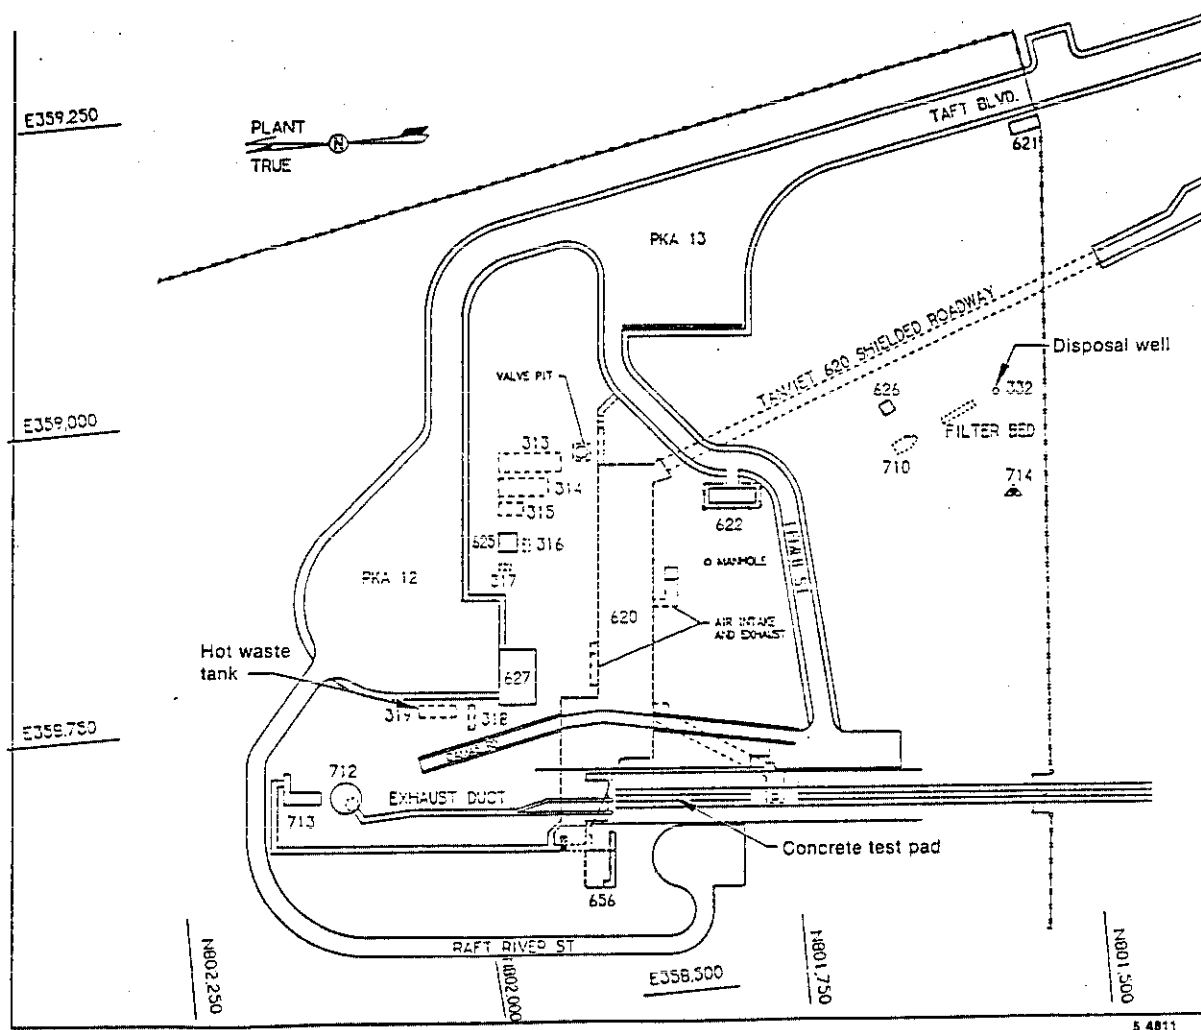 E359,250
PLANT
N
TRUE
TAFT BLVD.
621
PKA 13
TAN/IET 620 SHIELDED ROADWAY
Disposal well
VALVE PIT
626
332
E359,000
FILTER BED
313
710
314
714
315
622
625
316
MANHOLE
317
PKA 12
620
AIR INTAKE
AND EXHAUST
Hot waste
tank
627
319
318
E358,750
712
EXHAUST DUCT
713
Concrete test pad
656
RAFT RIVER ST
N802,250
N802,000
E358,500
N801,750
N801,500
5 4811